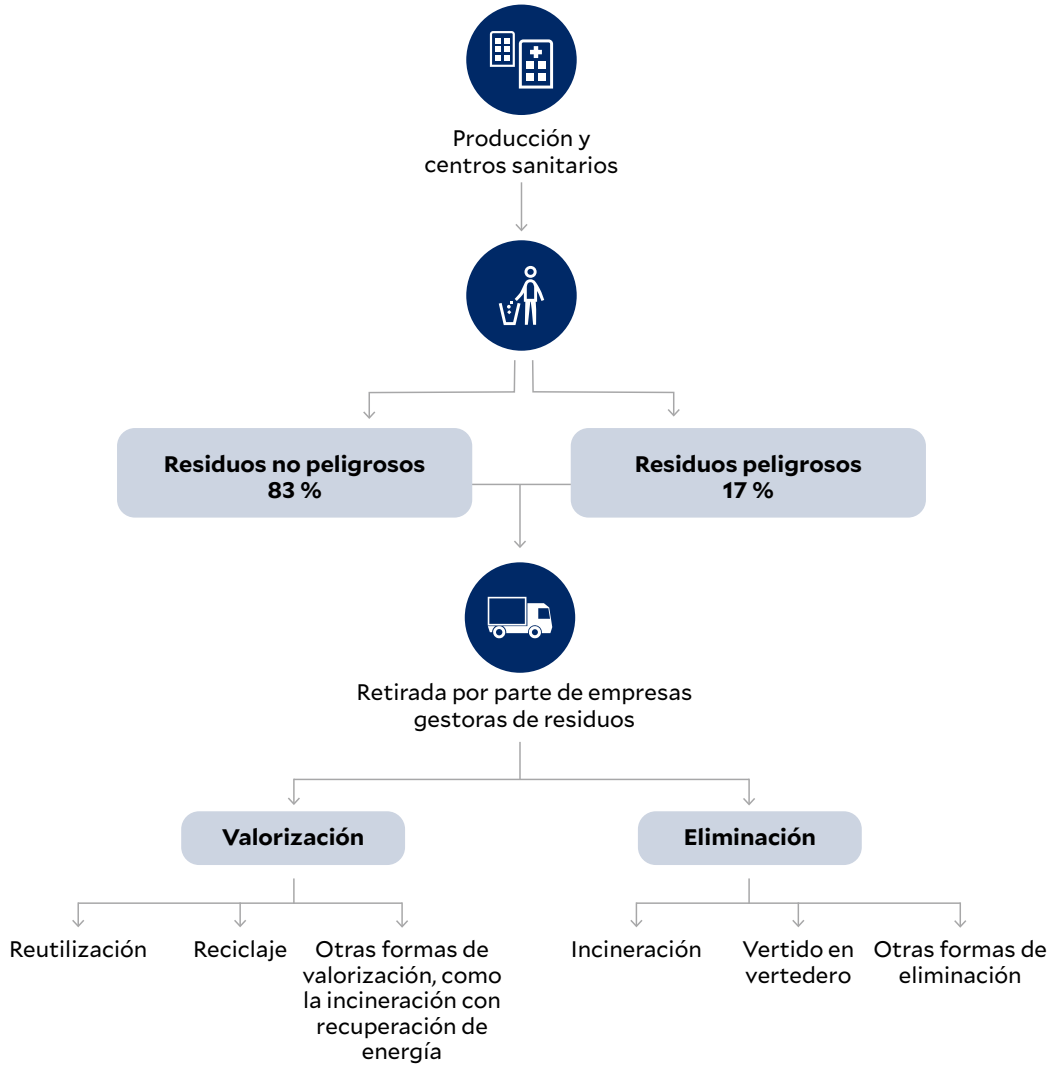 Producción y
centros sanitarios
Residuos no peligrosos
83 %
Residuos peligrosos
17 %
Retirada por parte de empresas
gestoras de residuos
Valorización
Eliminación
Reutilización
Reciclaje
Otras formas de
valorización, como
la incineración con
recuperación de
energía
Incineración
Vertido en
vertedero
Otras formas de
eliminación